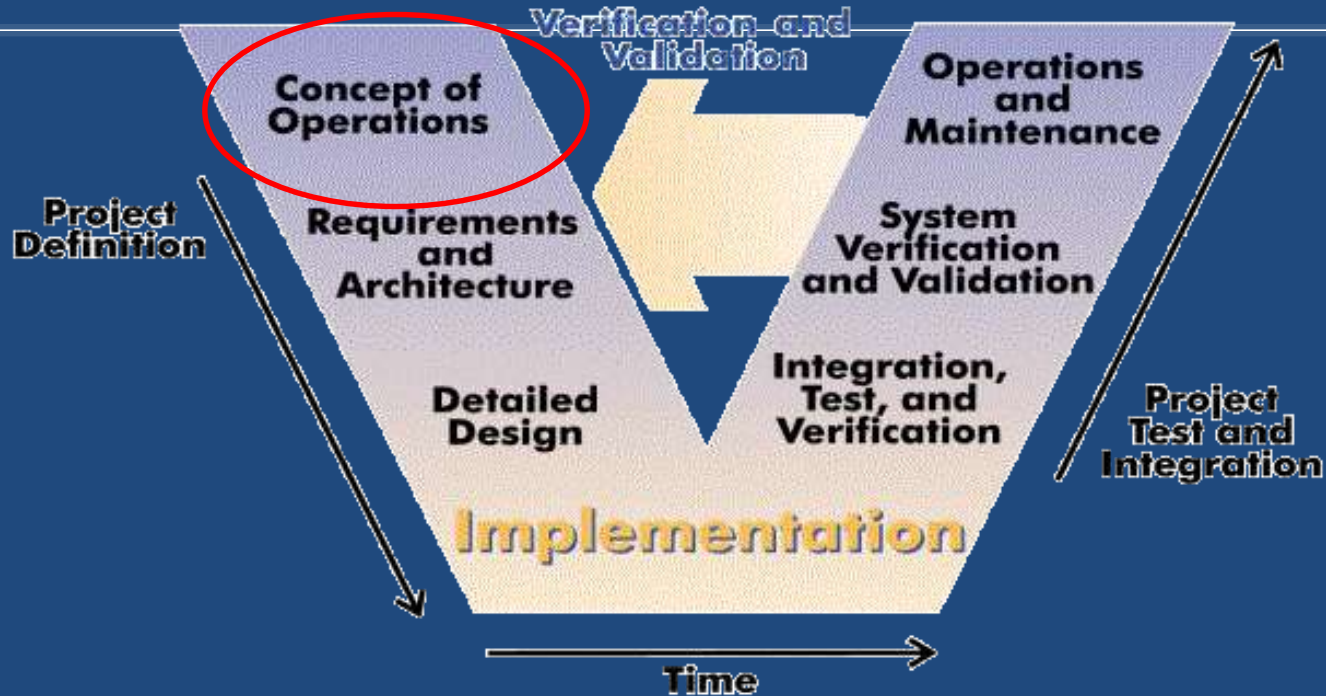 Verification and
Validation
Concept of
Operations
Operations
and
Maintenance
Project
Definition
Requirements
and
Architecture
System
Verification
and Validation
Detailed
Design
Integration,
Test, and
Verification
Project
Test and
Integration
Implementation
Time